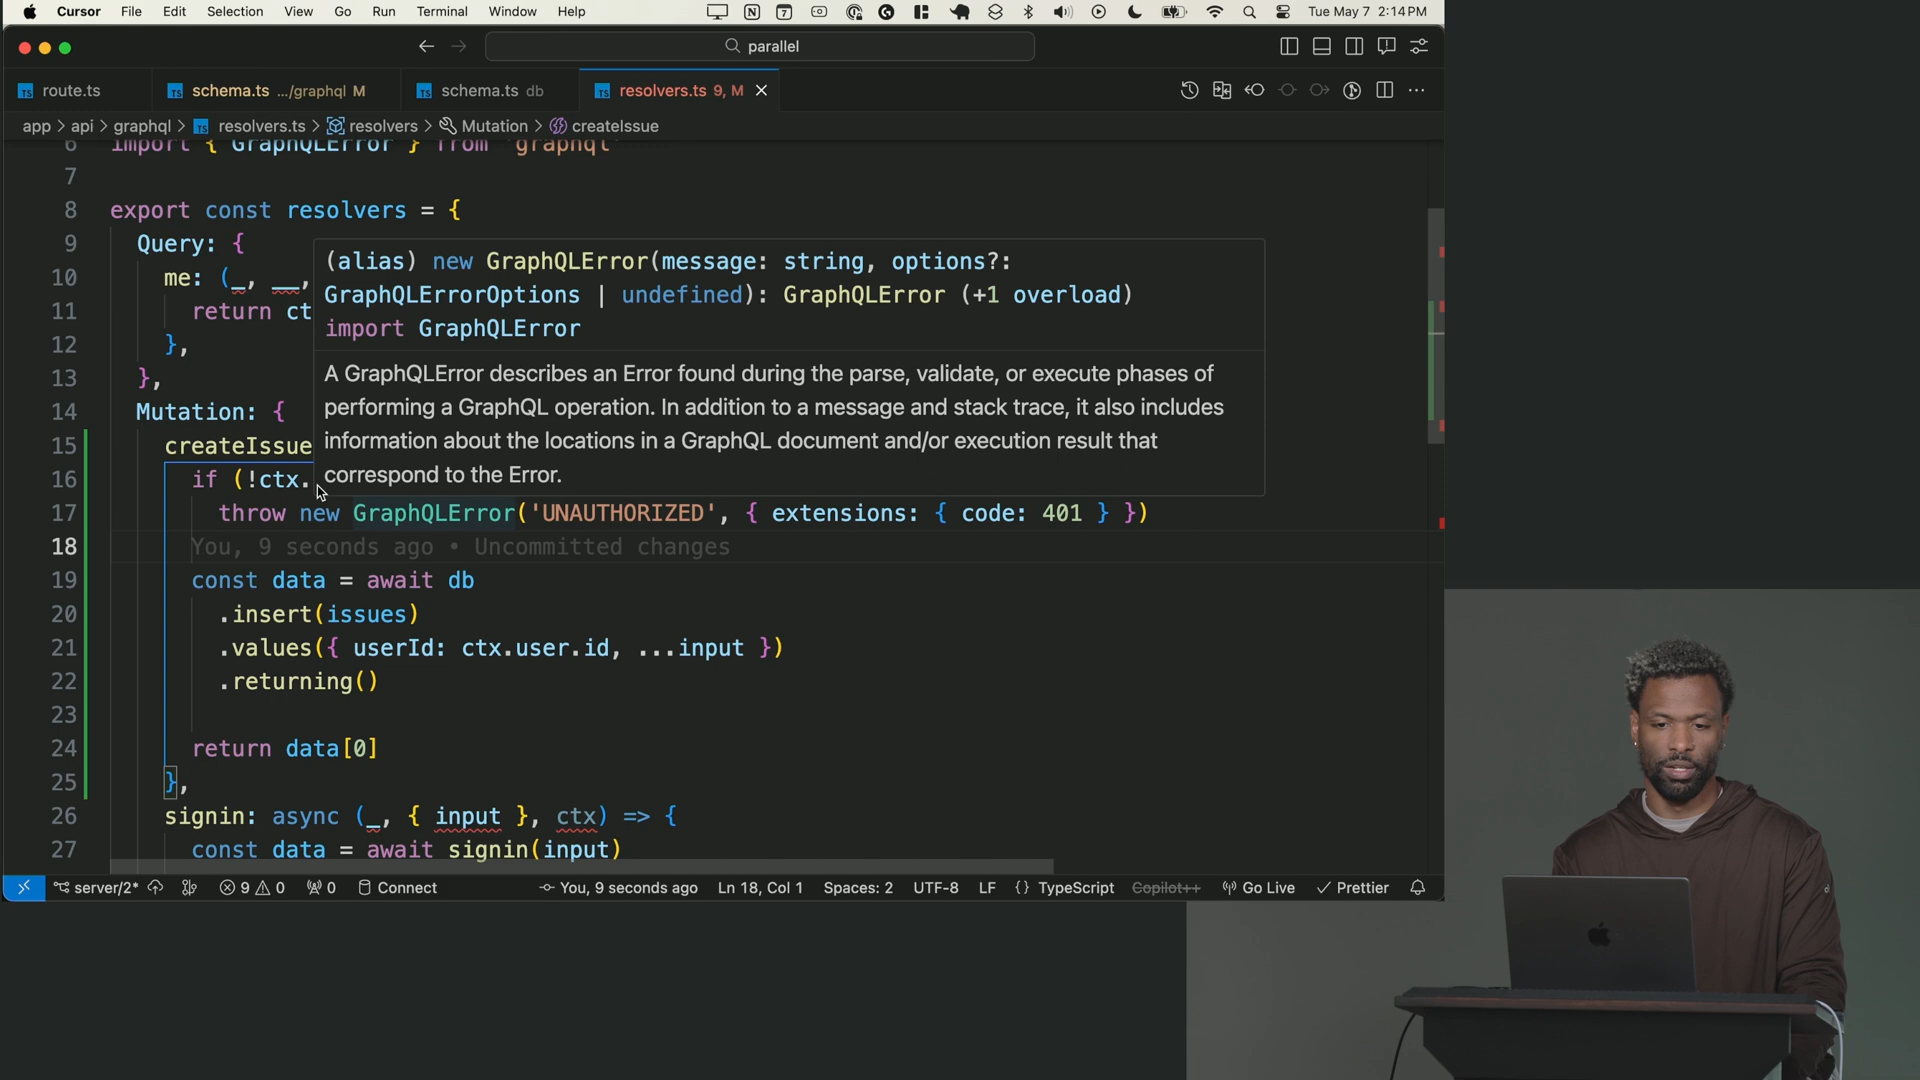 Cursor File Edit Selection View Go Run Terminal Window Help Tue May 7 2:14 PM
parallel
route.ts schema.ts .../graphql M schema.ts db resolvers.ts 9, M
app > api > graphql > resolvers.ts > resolvers > Mutation > createIssue
6 import { GraphQLError } from 'graphql'
7
8 export const resolvers = {
9 Query: {
10 me: (_, __,
11 return ct
12 },
13 },
14 Mutation: {
15 createIssue
16 if (!ctx.
(alias) new GraphQLError(message: string, options?:
GraphQLErrorOptions | undefined): GraphQLError (+1 overload)
import GraphQLError
A GraphQLError describes an Error found during the parse, validate, or execute phases of
performing a GraphQL operation. In addition to a message and stack trace, it also includes
information about the locations in a GraphQL document and/or execution result that
correspond to the Error.
17 throw new GraphQLError('UNAUTHORIZED', { extensions: { code: 401 } })
18 You, 9 seconds ago • Uncommitted changes
19 const data = await db
20 .insert(issues)
21 .values({ userId: ctx.user.id, ...input })
22 .returning()
23
24 return data[0]
25 },
26 signin: async (_, { input }, ctx) => {
27 const data = await signin(input)
server/2* 9 0 0 Connect You, 9 seconds ago Ln 18, Col 1 Spaces: 2 UTF-8 LF {} TypeScript Copilot++ Go Live Prettier